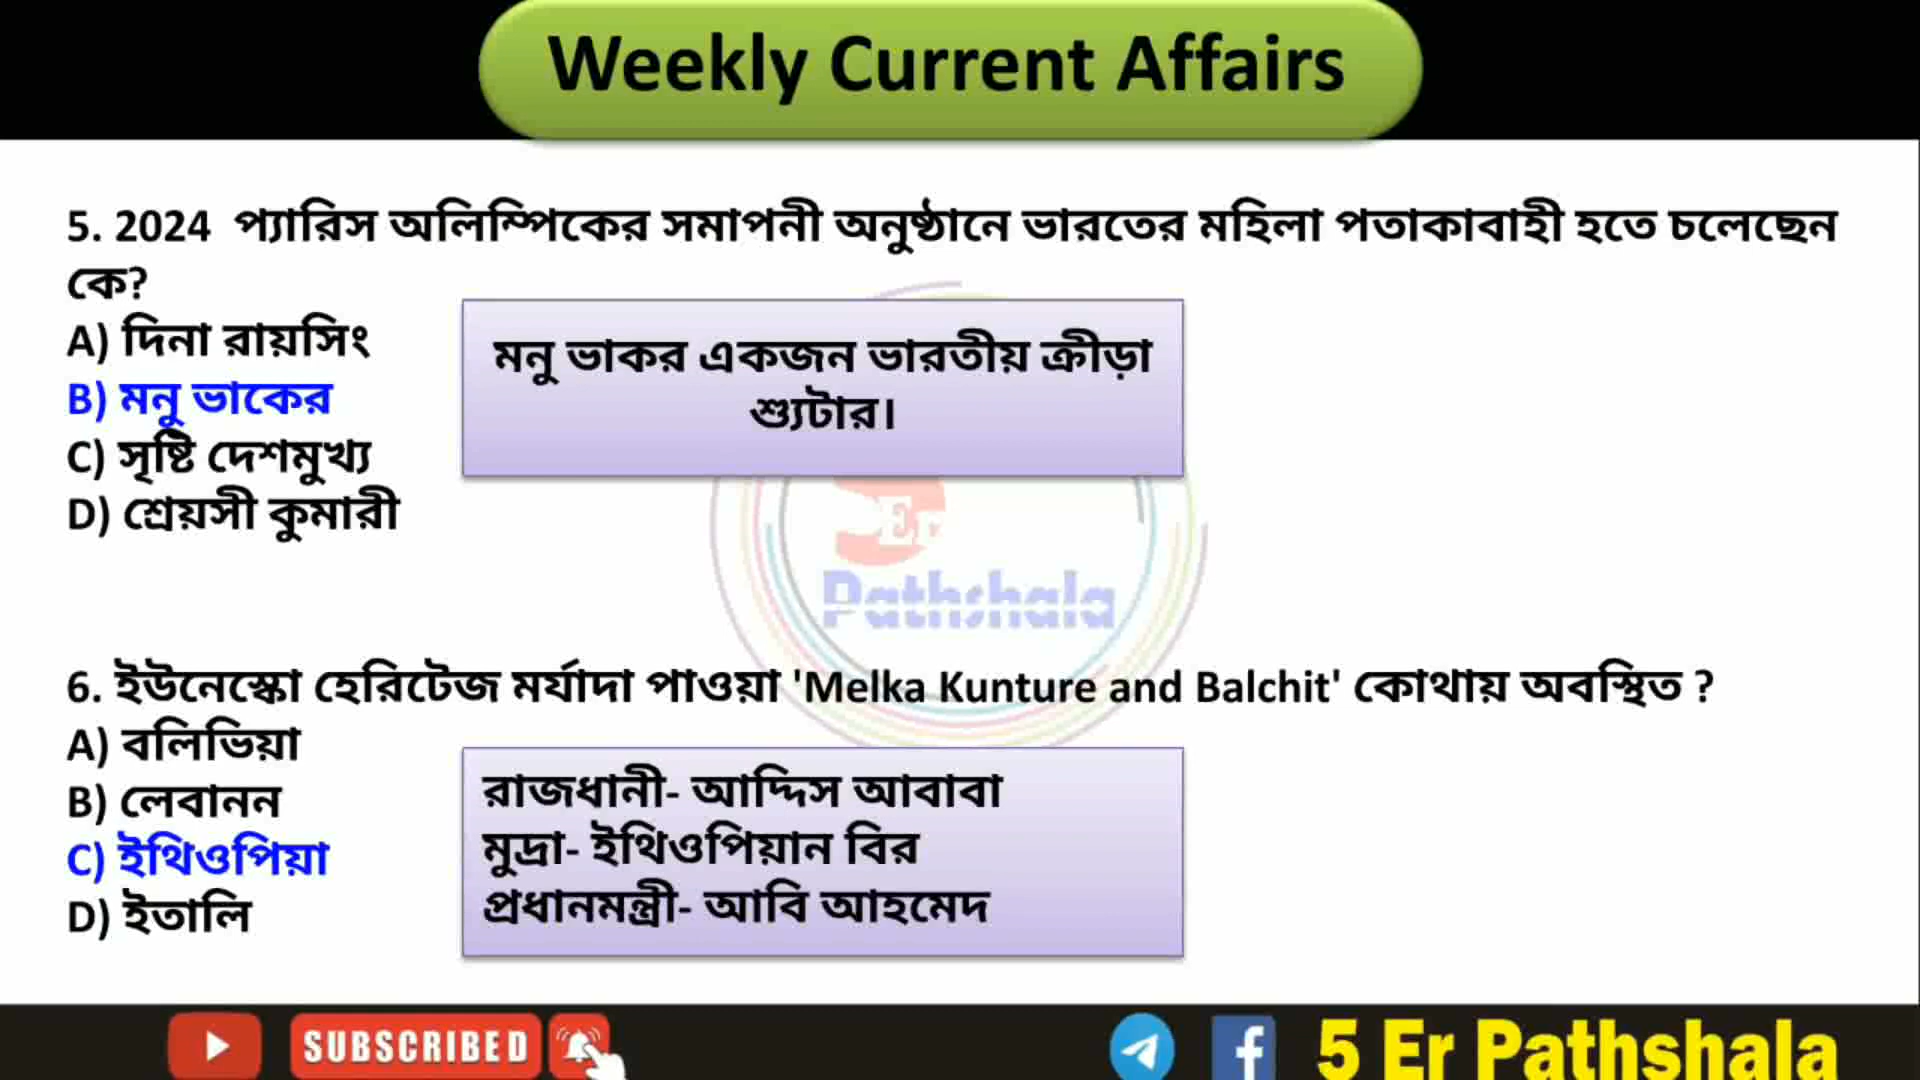 Weekly Current Affairs
5. 2024 প্যারিস অলিম্পিকের সমাপনী অনুষ্ঠানে ভারতের মহিলা পতাকাবাহী হতে চলেছেন
কে?
A) দিনা রায়সিং
B) মনু ভাকের
C) সৃষ্টি দেশমুখ্য
D) শ্রেয়সী কুমারী
মনু ভাকর একজন ভারতীয় ক্রীড়া
শ্যুটার।
Er
Pathshala
6. ইউনেস্কো হেরিটেজ মর্যাদা পাওয়া 'Melka Kunture and Balchit' কোথায় অবস্থিত ?
A) বলিভিয়া
B) লেবানন
C) ইথিওপিয়া
D) ইতালি
রাজধানী- আদ্দিস আবাবা
মুদ্রা- ইথিওপিয়ান বির
প্রধানমন্ত্রী- আবি আহমেদ
SUBSCRIBED
5 Er Pathshala